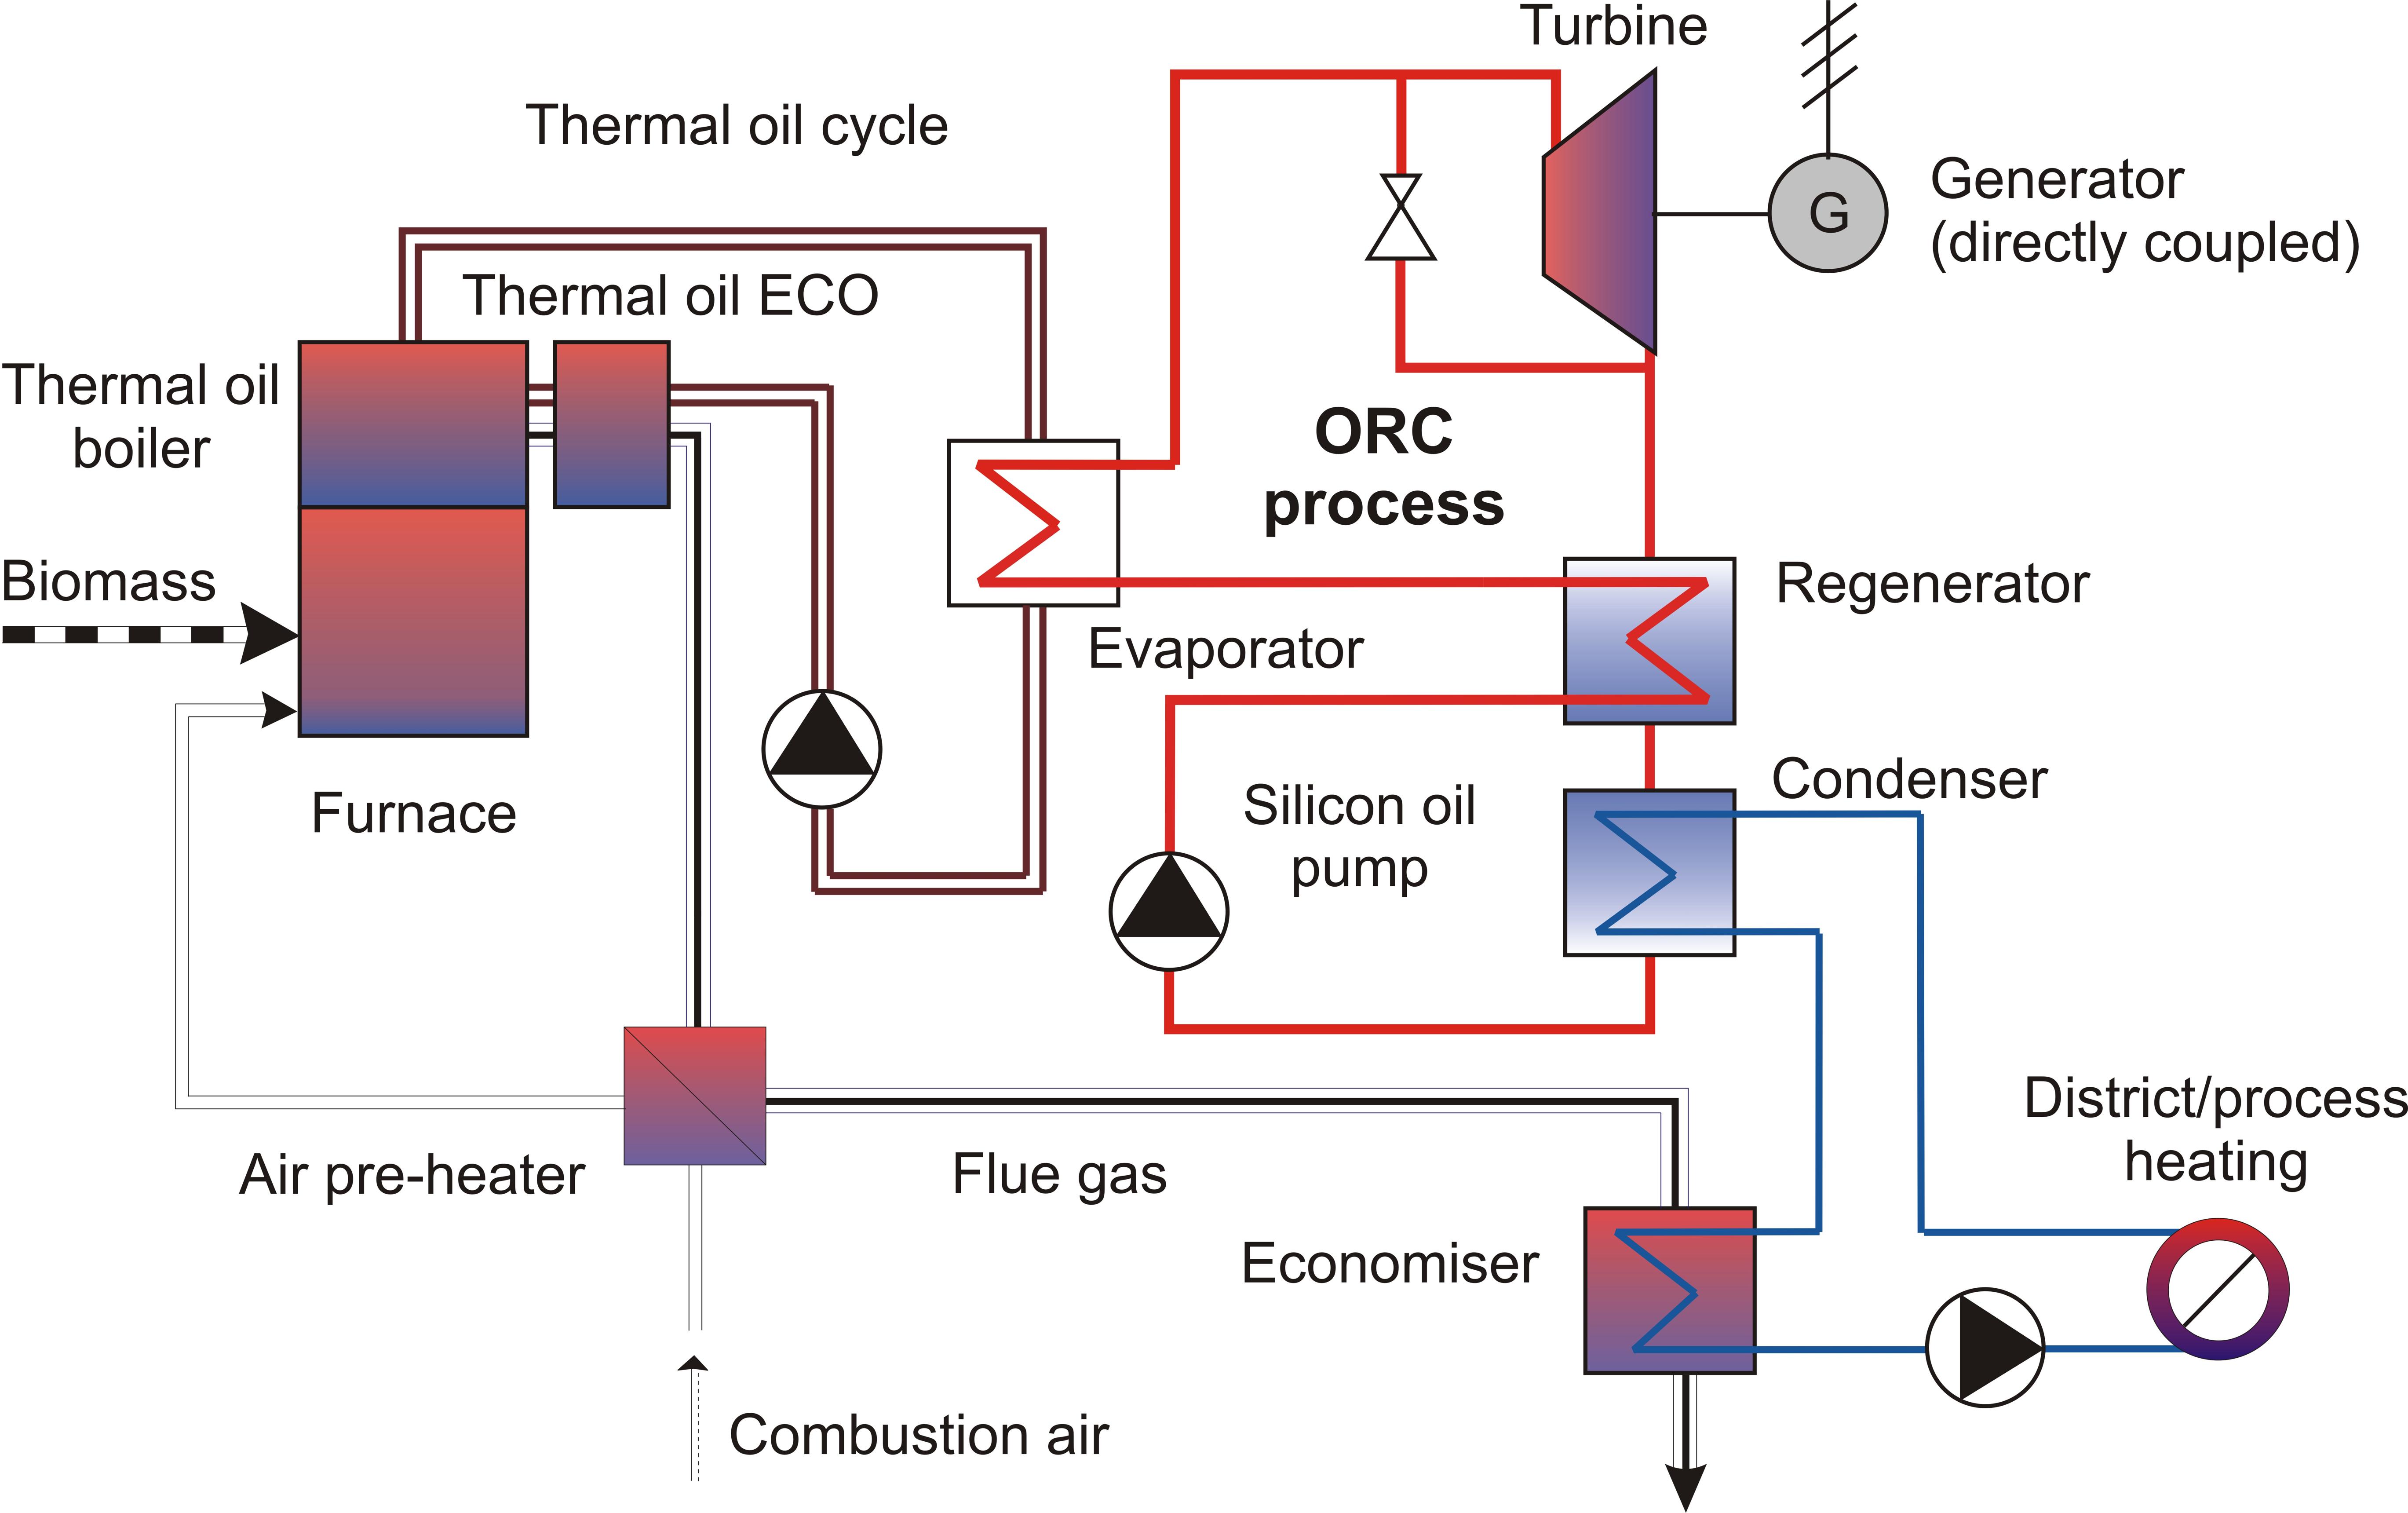 Turbine
Thermal oil cycle
Generator
(directly coupled)
G
Thermal oil ECO
Thermal oil
boiler
ORC
process
Biomass
Regenerator
Evaporator
Furnace
Silicon oil
pump
Condenser
District/process
heating
Air pre-heater
Flue gas
Economiser
Combustion air